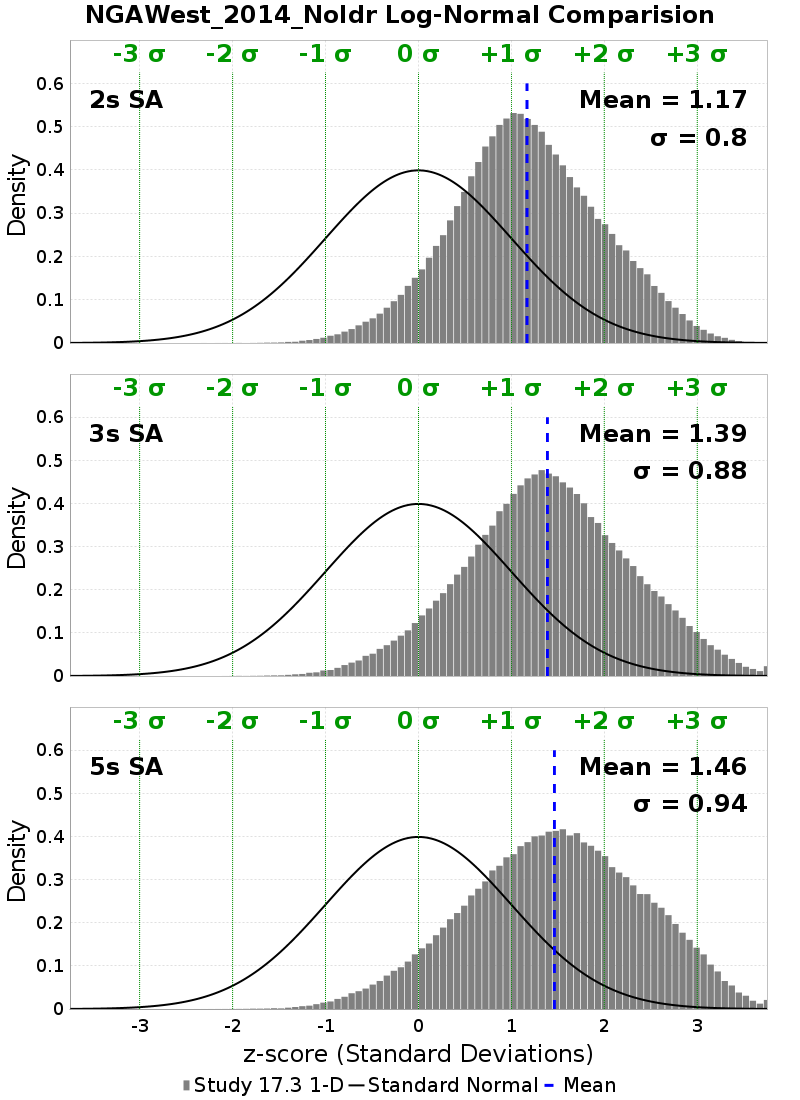 NGAWest_2014_NoIdr Log-Normal Comparision
-3 σ -2 σ -1 σ 0 σ +1 σ +2 σ +3 σ
0.6
2s SA
Mean = 1.17
0.5
σ = 0.8
0.4
0.3
0.2
0.1
0
Density
-3 σ -2 σ -1 σ 0 σ +1 σ +2 σ +3 σ
0.6
3s SA
Mean = 1.39
0.5
σ = 0.88
0.4
0.3
0.2
0.1
0
Density
-3 σ -2 σ -1 σ 0 σ +1 σ +2 σ +3 σ
0.6
5s SA
Mean = 1.46
0.5
σ = 0.94
0.4
0.3
0.2
0.1
0
Density
-3 -2 -1 0 1 2 3
z-score (Standard Deviations)
Study 17.3 1-D Standard Normal Mean